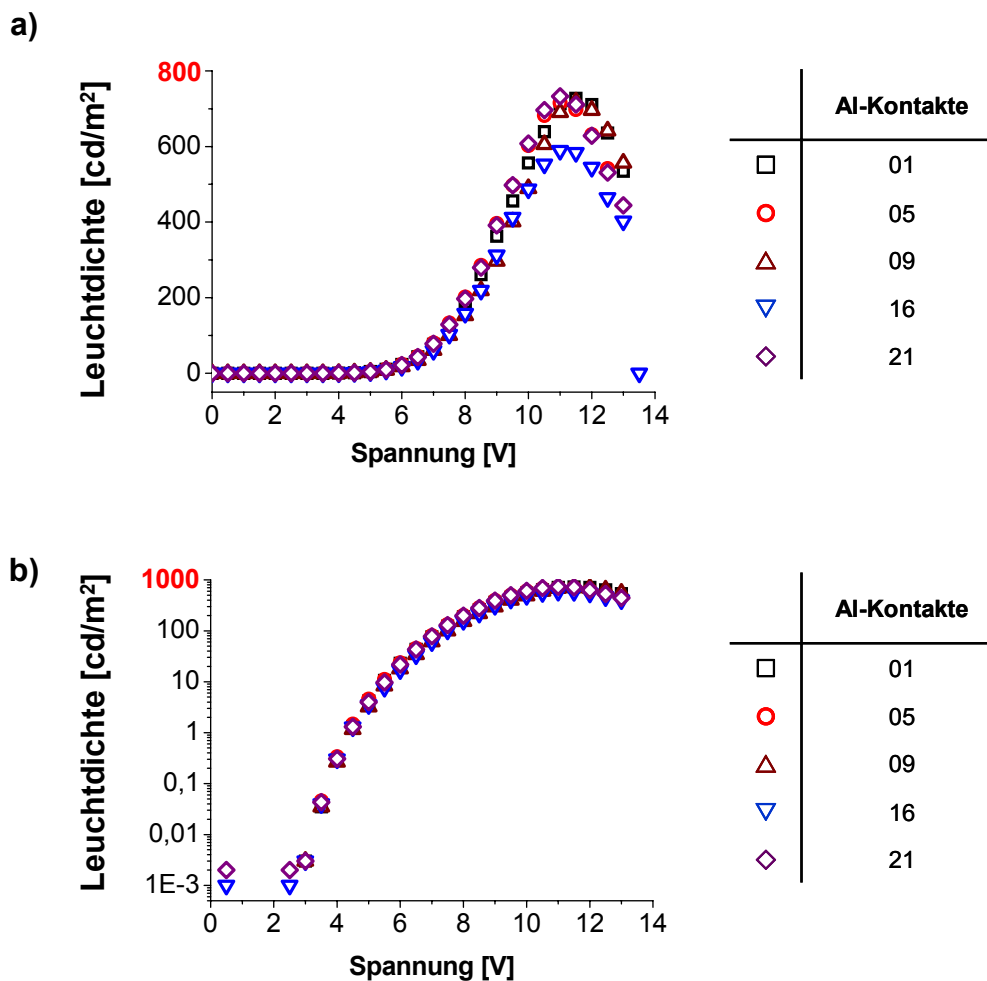 a)
Leuchtdichte [cd/m²]
800
600
400
200
0
0 2 4 6 8 10 12 14
Spannung [V]
Al-Kontakte
01
05
09
16
21
b)
Leuchtdichte [cd/m²]
1000
100
10
1
0,1
0,01
1E-3
0 2 4 6 8 10 12 14
Spannung [V]
Al-Kontakte
01
05
09
16
21